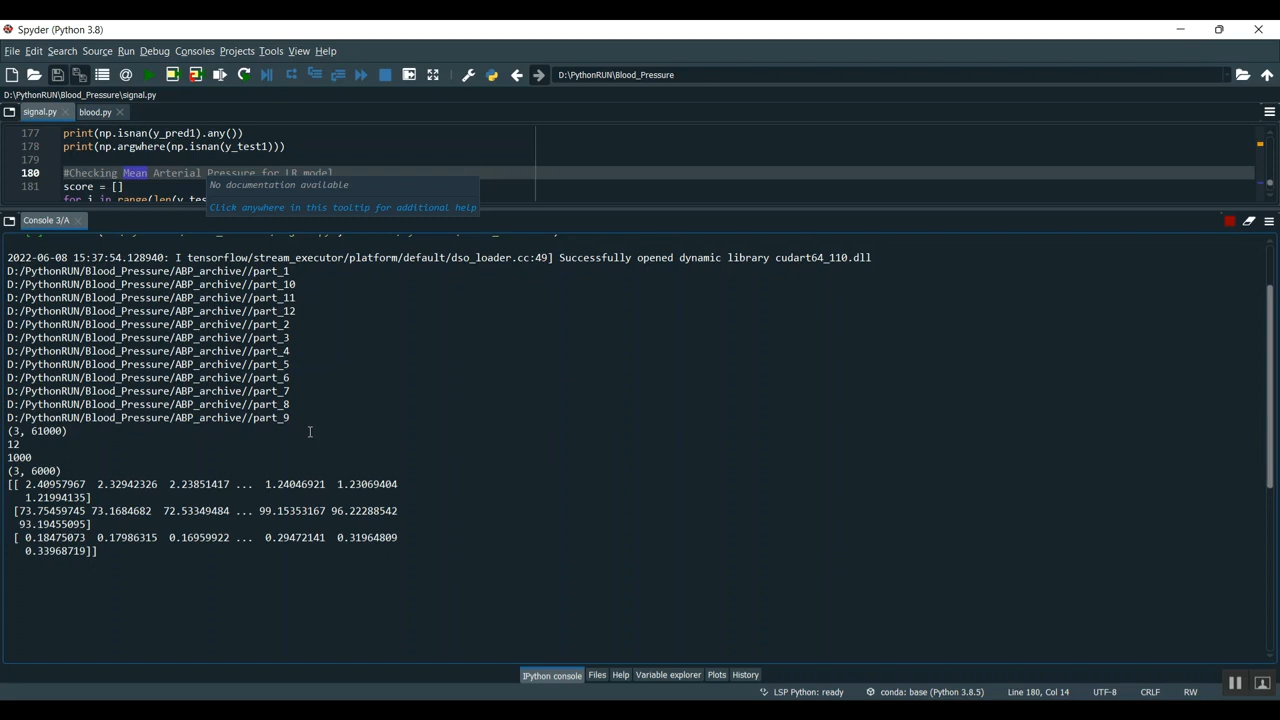 Spyder (Python 3.8)
File Edit Search Source Run Debug Consoles Projects Tools View Help
D:\PythonRUN\Blood_Pressure
D:\PythonRUN\Blood_Pressure\signal.py
signal.py blood.py
177 print(np.isnan(y_pred1).any())
178 print(np.argwhere(np.isnan(y_test1)))
179
180 #Checking Mean Arterial Pressure for LR model
181 score = []
for i in range(len(y_tes
No documentation available
Click anywhere in this tooltip for additional help
Console 3/A
2022-06-08 15:37:54.128940: I tensorflow/stream_executor/platform/default/dso_loader.cc:49] Successfully opened dynamic library cudart64_110.dll
D:/PythonRUN/Blood_Pressure/ABP_archive//part_1
D:/PythonRUN/Blood_Pressure/ABP_archive//part_10
D:/PythonRUN/Blood_Pressure/ABP_archive//part_11
D:/PythonRUN/Blood_Pressure/ABP_archive//part_12
D:/PythonRUN/Blood_Pressure/ABP_archive//part_2
D:/PythonRUN/Blood_Pressure/ABP_archive//part_3
D:/PythonRUN/Blood_Pressure/ABP_archive//part_4
D:/PythonRUN/Blood_Pressure/ABP_archive//part_5
D:/PythonRUN/Blood_Pressure/ABP_archive//part_6
D:/PythonRUN/Blood_Pressure/ABP_archive//part_7
D:/PythonRUN/Blood_Pressure/ABP_archive//part_8
D:/PythonRUN/Blood_Pressure/ABP_archive//part_9
(3, 61000)
12
1000
(3, 6000)
[[ 2.40957967 2.32942326 2.23851417 ... 1.24046921 1.23069404
1.21994135]
[73.75459745 73.1684682 72.53349484 ... 99.15353167 96.22288542
93.19455095]
[ 0.18475073 0.17986315 0.16959922 ... 0.29472141 0.31964809
0.33968719]]
IPython console Files Help Variable explorer Plots History
LSP Python: ready conda: base (Python 3.8.5) Line 180, Col 14 UTF-8 CRLF RW